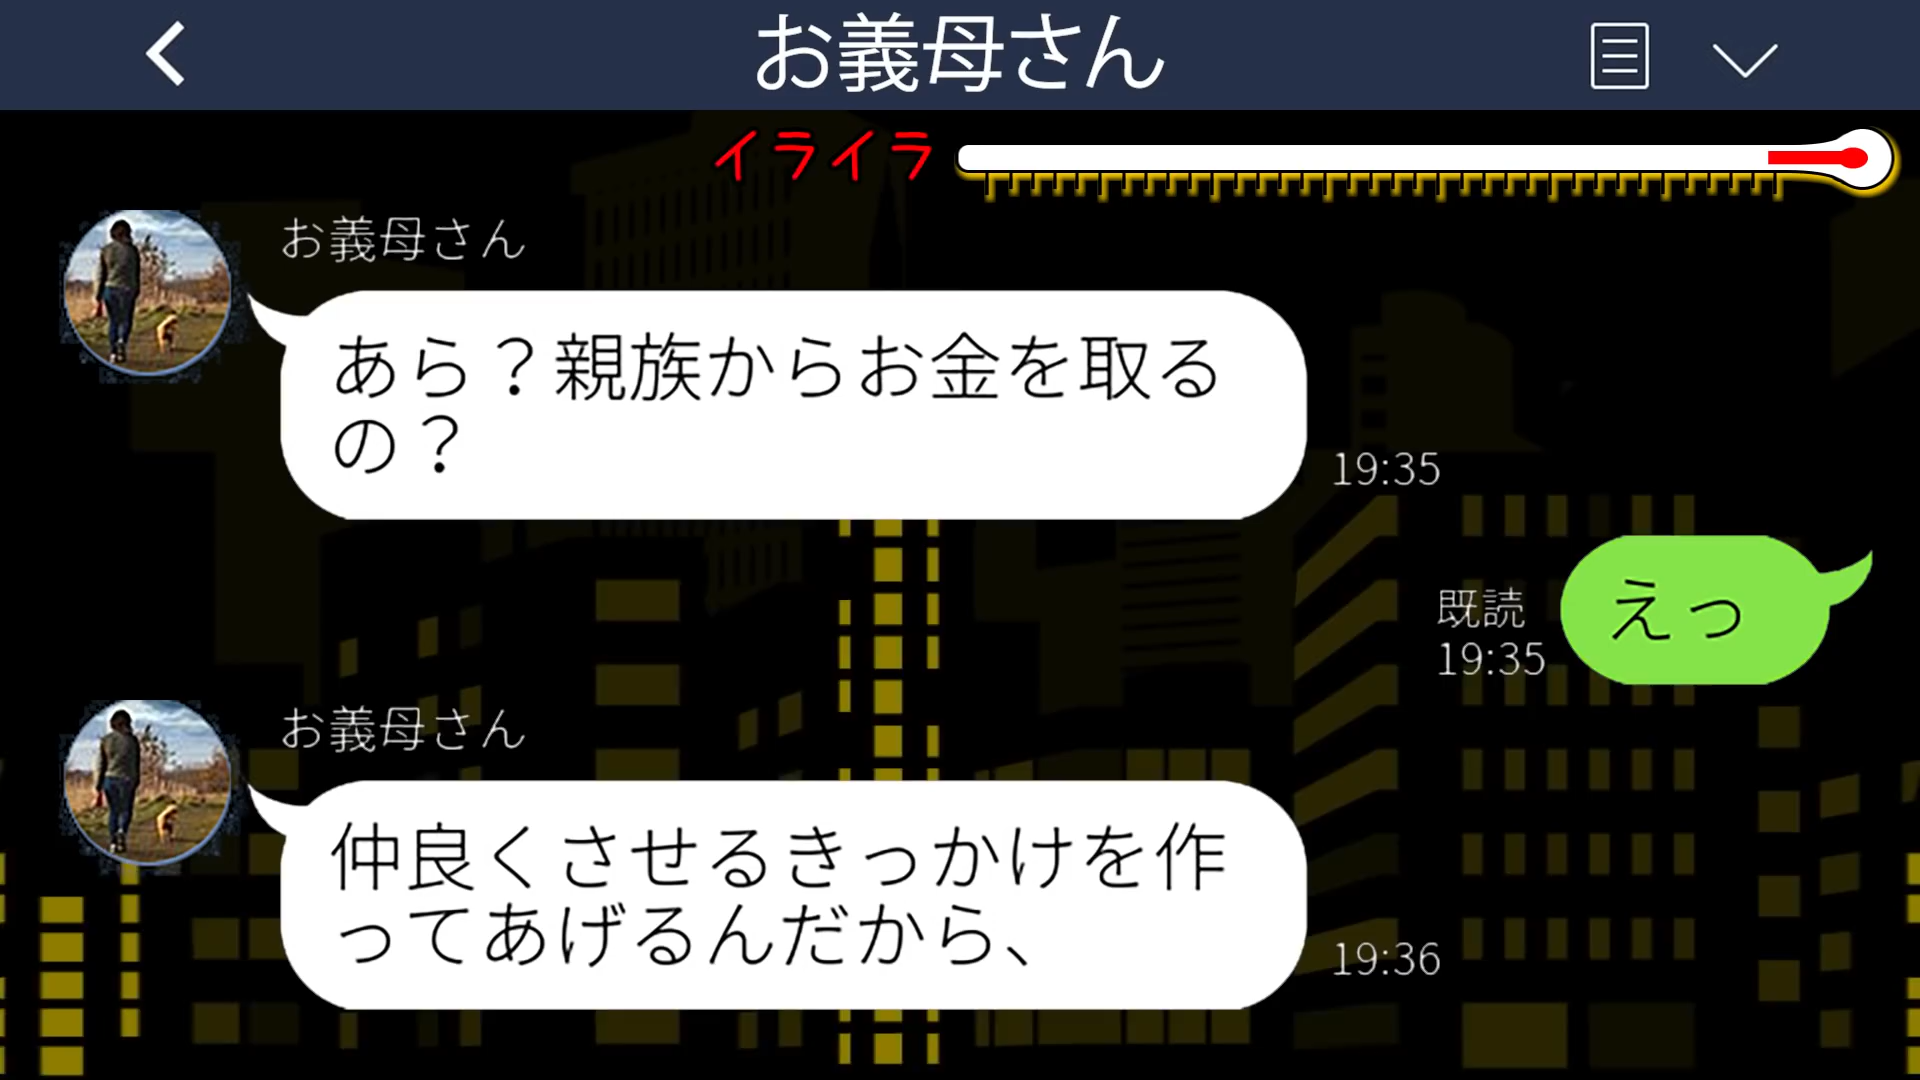 お義母さん
イライラ
お義母さん
あら？親族からお金を取る
の？
19:35
えっ
既読
19:35
お義母さん
仲良くさせるきっかけを作
ってあげるんだから、
19:36